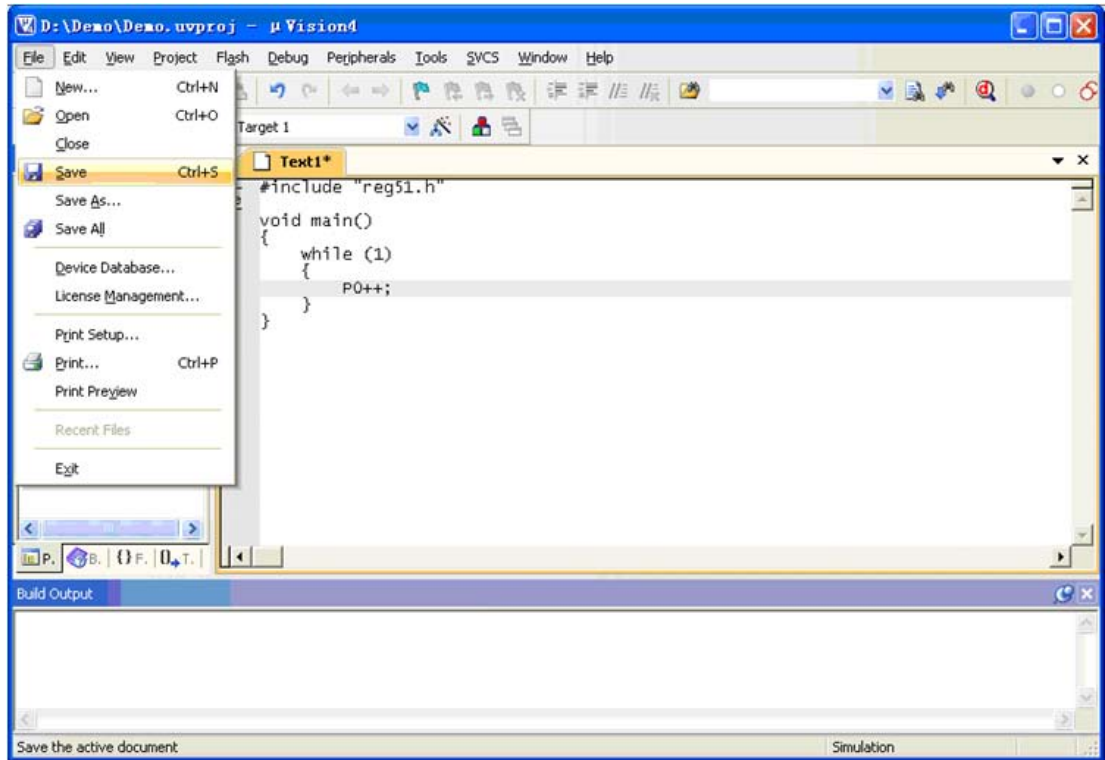 D:\Demo\Demo.uvproj - µVision4
File Edit View Project Flash Debug Peripherals Tools SVCS Window Help
New... Ctrl+N
Open Ctrl+O
Close
Save Ctrl+S
Save As...
Save All
Device Database...
License Management...
Print Setup...
Print... Ctrl+P
Print Preview
Recent Files
Exit
Target 1
Text1*
#include "reg51.h"
void main()
{
while (1)
{
P0++;
}
}
P. B. {} F. 0 T.
Build Output
Save the active document Simulation